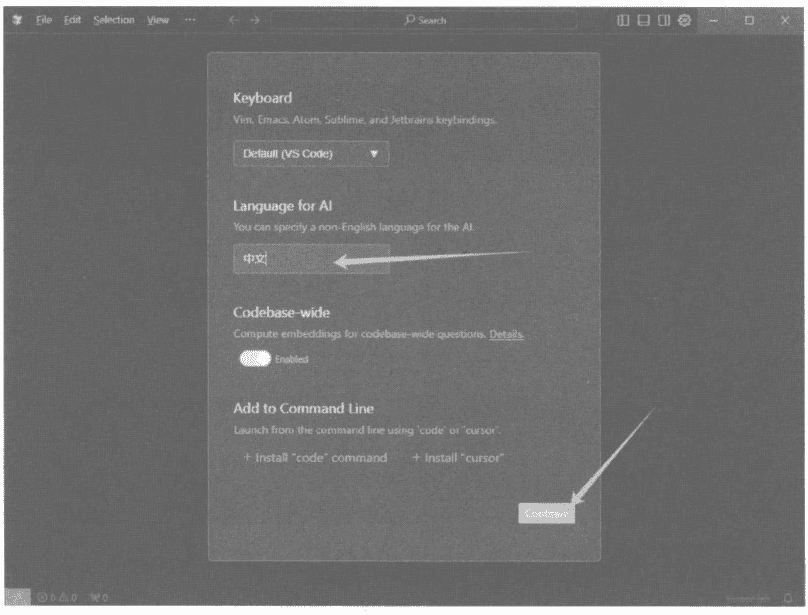 File Edit Selection View ··· Search
Keyboard
Vim, Emacs, Atom, Sublime, and Jetbrains keybindings.
Default (VS Code)
Language for AI
You can specify a non-English language for the AI.
中文
Codebase-wide
Compute embeddings for codebase-wide questions. Details.
Enabled
Add to Command Line
Launch from the command line using 'code' or 'cursor'.
+ Install "code" command + Install "cursor"
Continue
0 0 0